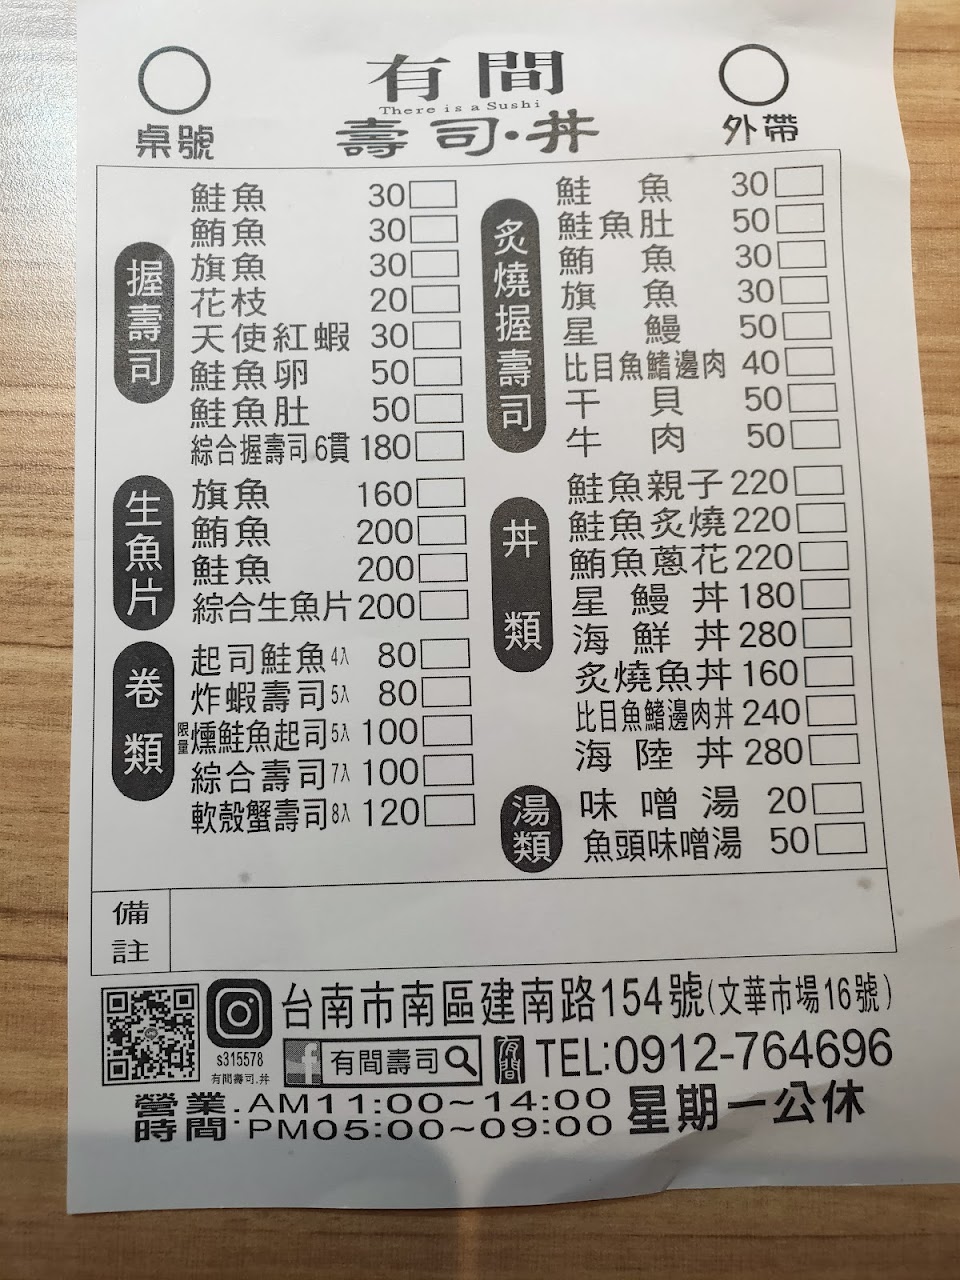 桌號
有間
There is a Sushi
壽司·丼
外帶
握壽司
鮭魚 30
鮪魚 30
旗魚 30
花枝 20
天使紅蝦 30
鮭魚卵 50
鮭魚肚 50
綜合握壽司6貫 180
生魚片
旗魚 160
鮪魚 200
鮭魚 200
綜合生魚片 200
卷類
起司鮭魚4入 80
炸蝦壽司5入 80
限量 燻鮭魚起司5入 100
綜合壽司7入 100
軟殼蟹壽司8入 120
炙燒握壽司
鮭魚 30
鮭魚肚 50
鮪魚 30
旗魚 30
星鰻 50
比目魚鰭邊肉 40
干貝 50
牛肉 50
丼類
鮭魚親子 220
鮭魚炙燒 220
鮪魚蔥花 220
星鰻丼 180
海鮮丼 280
炙燒魚丼 160
比目魚鰭邊肉丼 240
海陸丼 280
湯類
味噌湯 20
魚頭味噌湯 50
備註
台南市南區建南路154號(文華市場16號)
s315578
有間壽司.丼
f 有間壽司
有間
TEL:0912-764696
營業時間:AM11:00~14:00
PM05:00~09:00
星期一公休